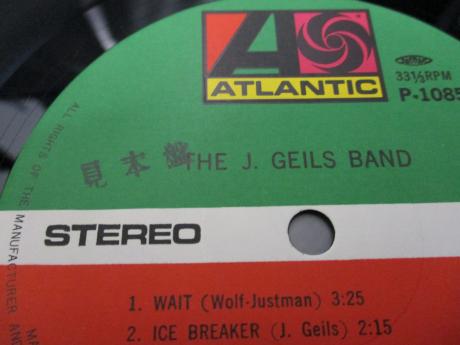 ATLANTIC
33⅓RPM
P-1085
見本盤
THE J. GEILS BAND
STEREO
1. WAIT (Wolf-Justman) 3:25
2. ICE BREAKER (J. Geils) 2:15
ALL RIGHTS OF THE MANUFACTURER AN